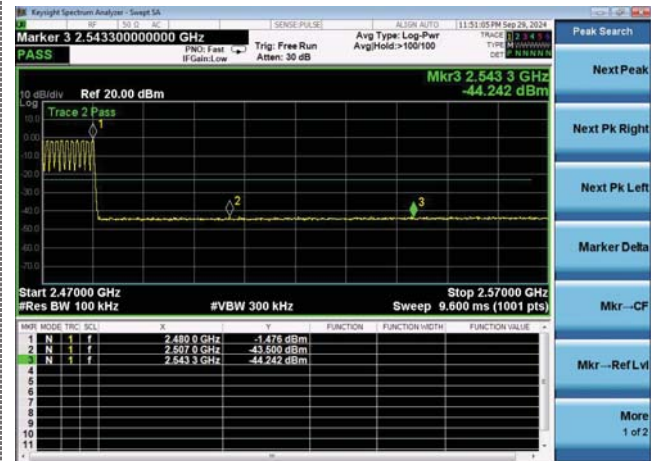 Keysight Spectrum Analyzer - Swept SA
RF 50 Ω AC SENSE:PULSE ALIGN AUTO 11:51:05 PM Sep 29, 2024
Marker 3 2.543300000000 GHz
PASS
PNO: Fast
IFGain:Low
Trig: Free Run
Atten: 30 dB
Avg Type: Log-Pwr
Avg|Hold:>100/100
TRACE 1 2 3 4 5 6
TYPE M
DET P NNNNN
Peak Search
Mkr3 2.543 3 GHz
-44.242 dBm
10 dB/div Ref 20.00 dBm
Log
Trace 2 Pass
10.0
0.00
-10.0
-20.0
-30.0
-40.0
-50.0
-60.0
-70.0
1
2
3
Start 2.47000 GHz
#Res BW 100 kHz
#VBW 300 kHz
Stop 2.57000 GHz
Sweep 9.600 ms (1001 pts)
MKR MODE TRC SCL X Y FUNCTION FUNCTION WIDTH FUNCTION VALUE
1 N 1 f 2.480 0 GHz -1.476 dBm
2 N 1 f 2.507 0 GHz -43.500 dBm
3 N 1 f 2.543 3 GHz -44.242 dBm
4
5
6
7
8
9
10
11
Next Peak
Next Pk Right
Next Pk Left
Marker Delta
Mkr→CF
Mkr→Ref Lvl
More
1 of 2